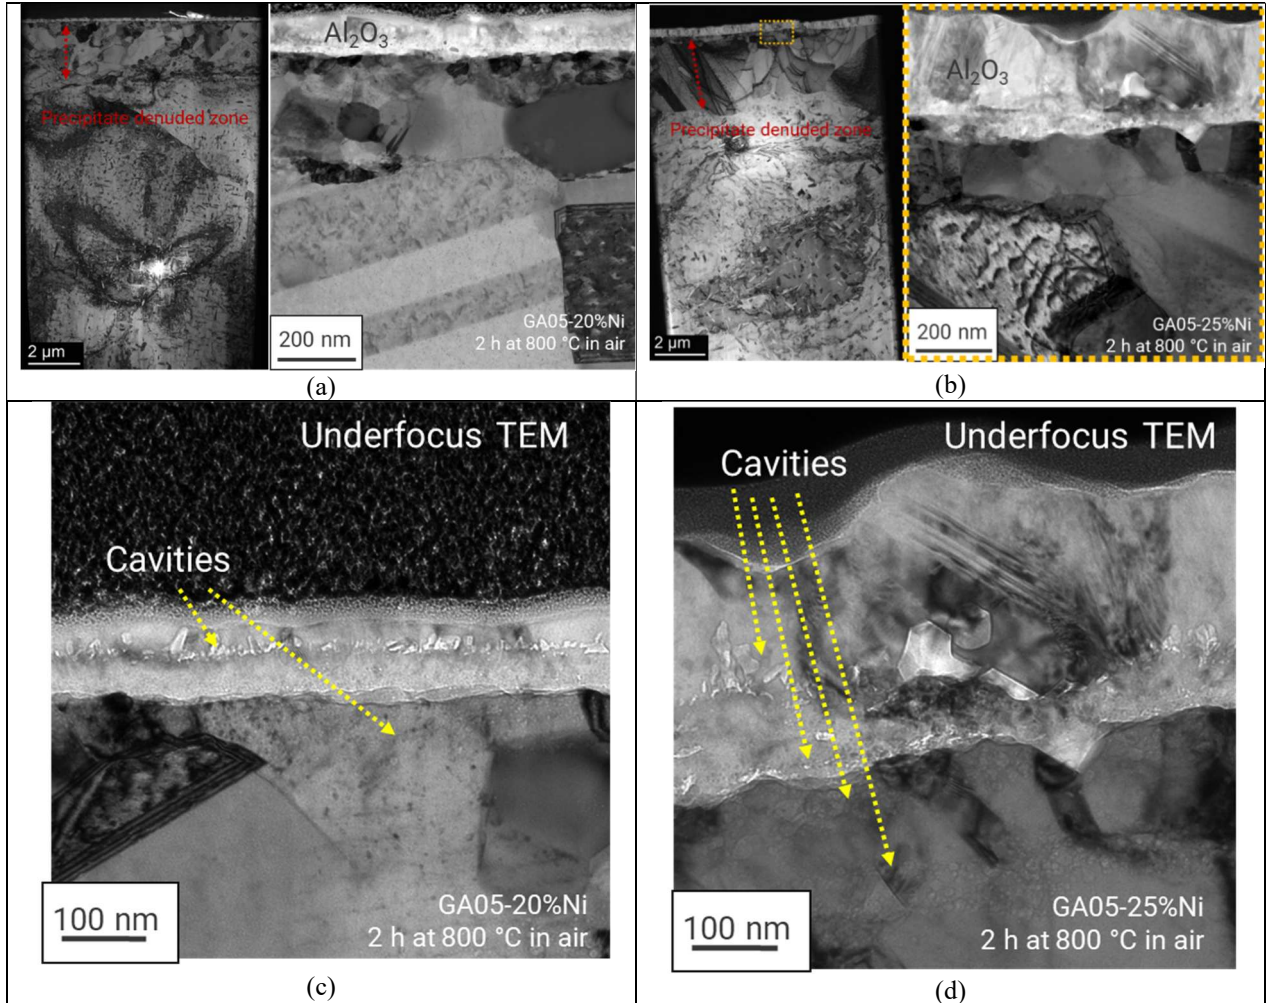 Al₂O₃
Precipitate denuded zone
2 μm
200 nm
GA05-20%Ni
2 h at 800 °C in air
(a)
Al₂O₃
Precipitate denuded zone
2 μm
200 nm
GA05-25%Ni
2 h at 800 °C in air
(b)
Underfocus TEM
Cavities
100 nm
GA05-20%Ni
2 h at 800 °C in air
(c)
Underfocus TEM
Cavities
100 nm
GA05-25%Ni
2 h at 800 °C in air
(d)